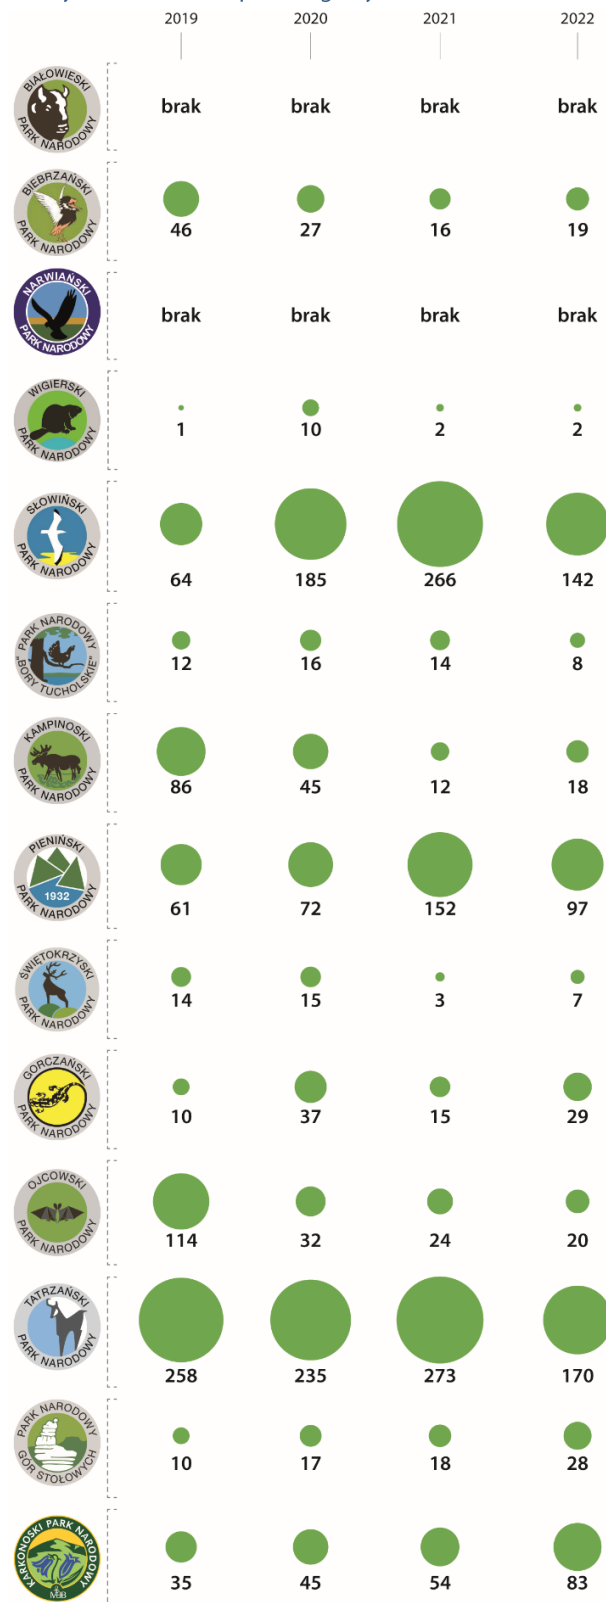 2019 2020 2021 2022
BIAŁOWIESKI
PARK NARODOWY
brak brak brak brak
BIEBRZAŃSKI
PARK NARODOWY
46 27 16 19
NARWIAŃSKI
PARK NARODOWY
brak brak brak brak
WIGIERSKI
PARK NARODOWY
1 10 2 2
SŁOWIŃSKI
PARK NARODOWY
64 185 266 142
PARK NARODOWY
"BORY TUCHOLSKIE"
12 16 14 8
KAMPINOSKI
PARK NARODOWY
86 45 12 18
PIENIŃSKI
1932
PARK NARODOWY
61 72 152 97
ŚWIĘTOKRZYSKI
PARK NARODOWY
14 15 3 7
GORCZAŃSKI
PARK NARODOWY
10 37 15 29
OJCOWSKI
PARK NARODOWY
114 32 24 20
TATRZAŃSKI
PARK NARODOWY
258 235 273 170
PARK NARODOWY
GÓR STOŁOWYCH
10 17 18 28
KARKONOSKI PARK NARODOWY
MaB
35 45 54 83